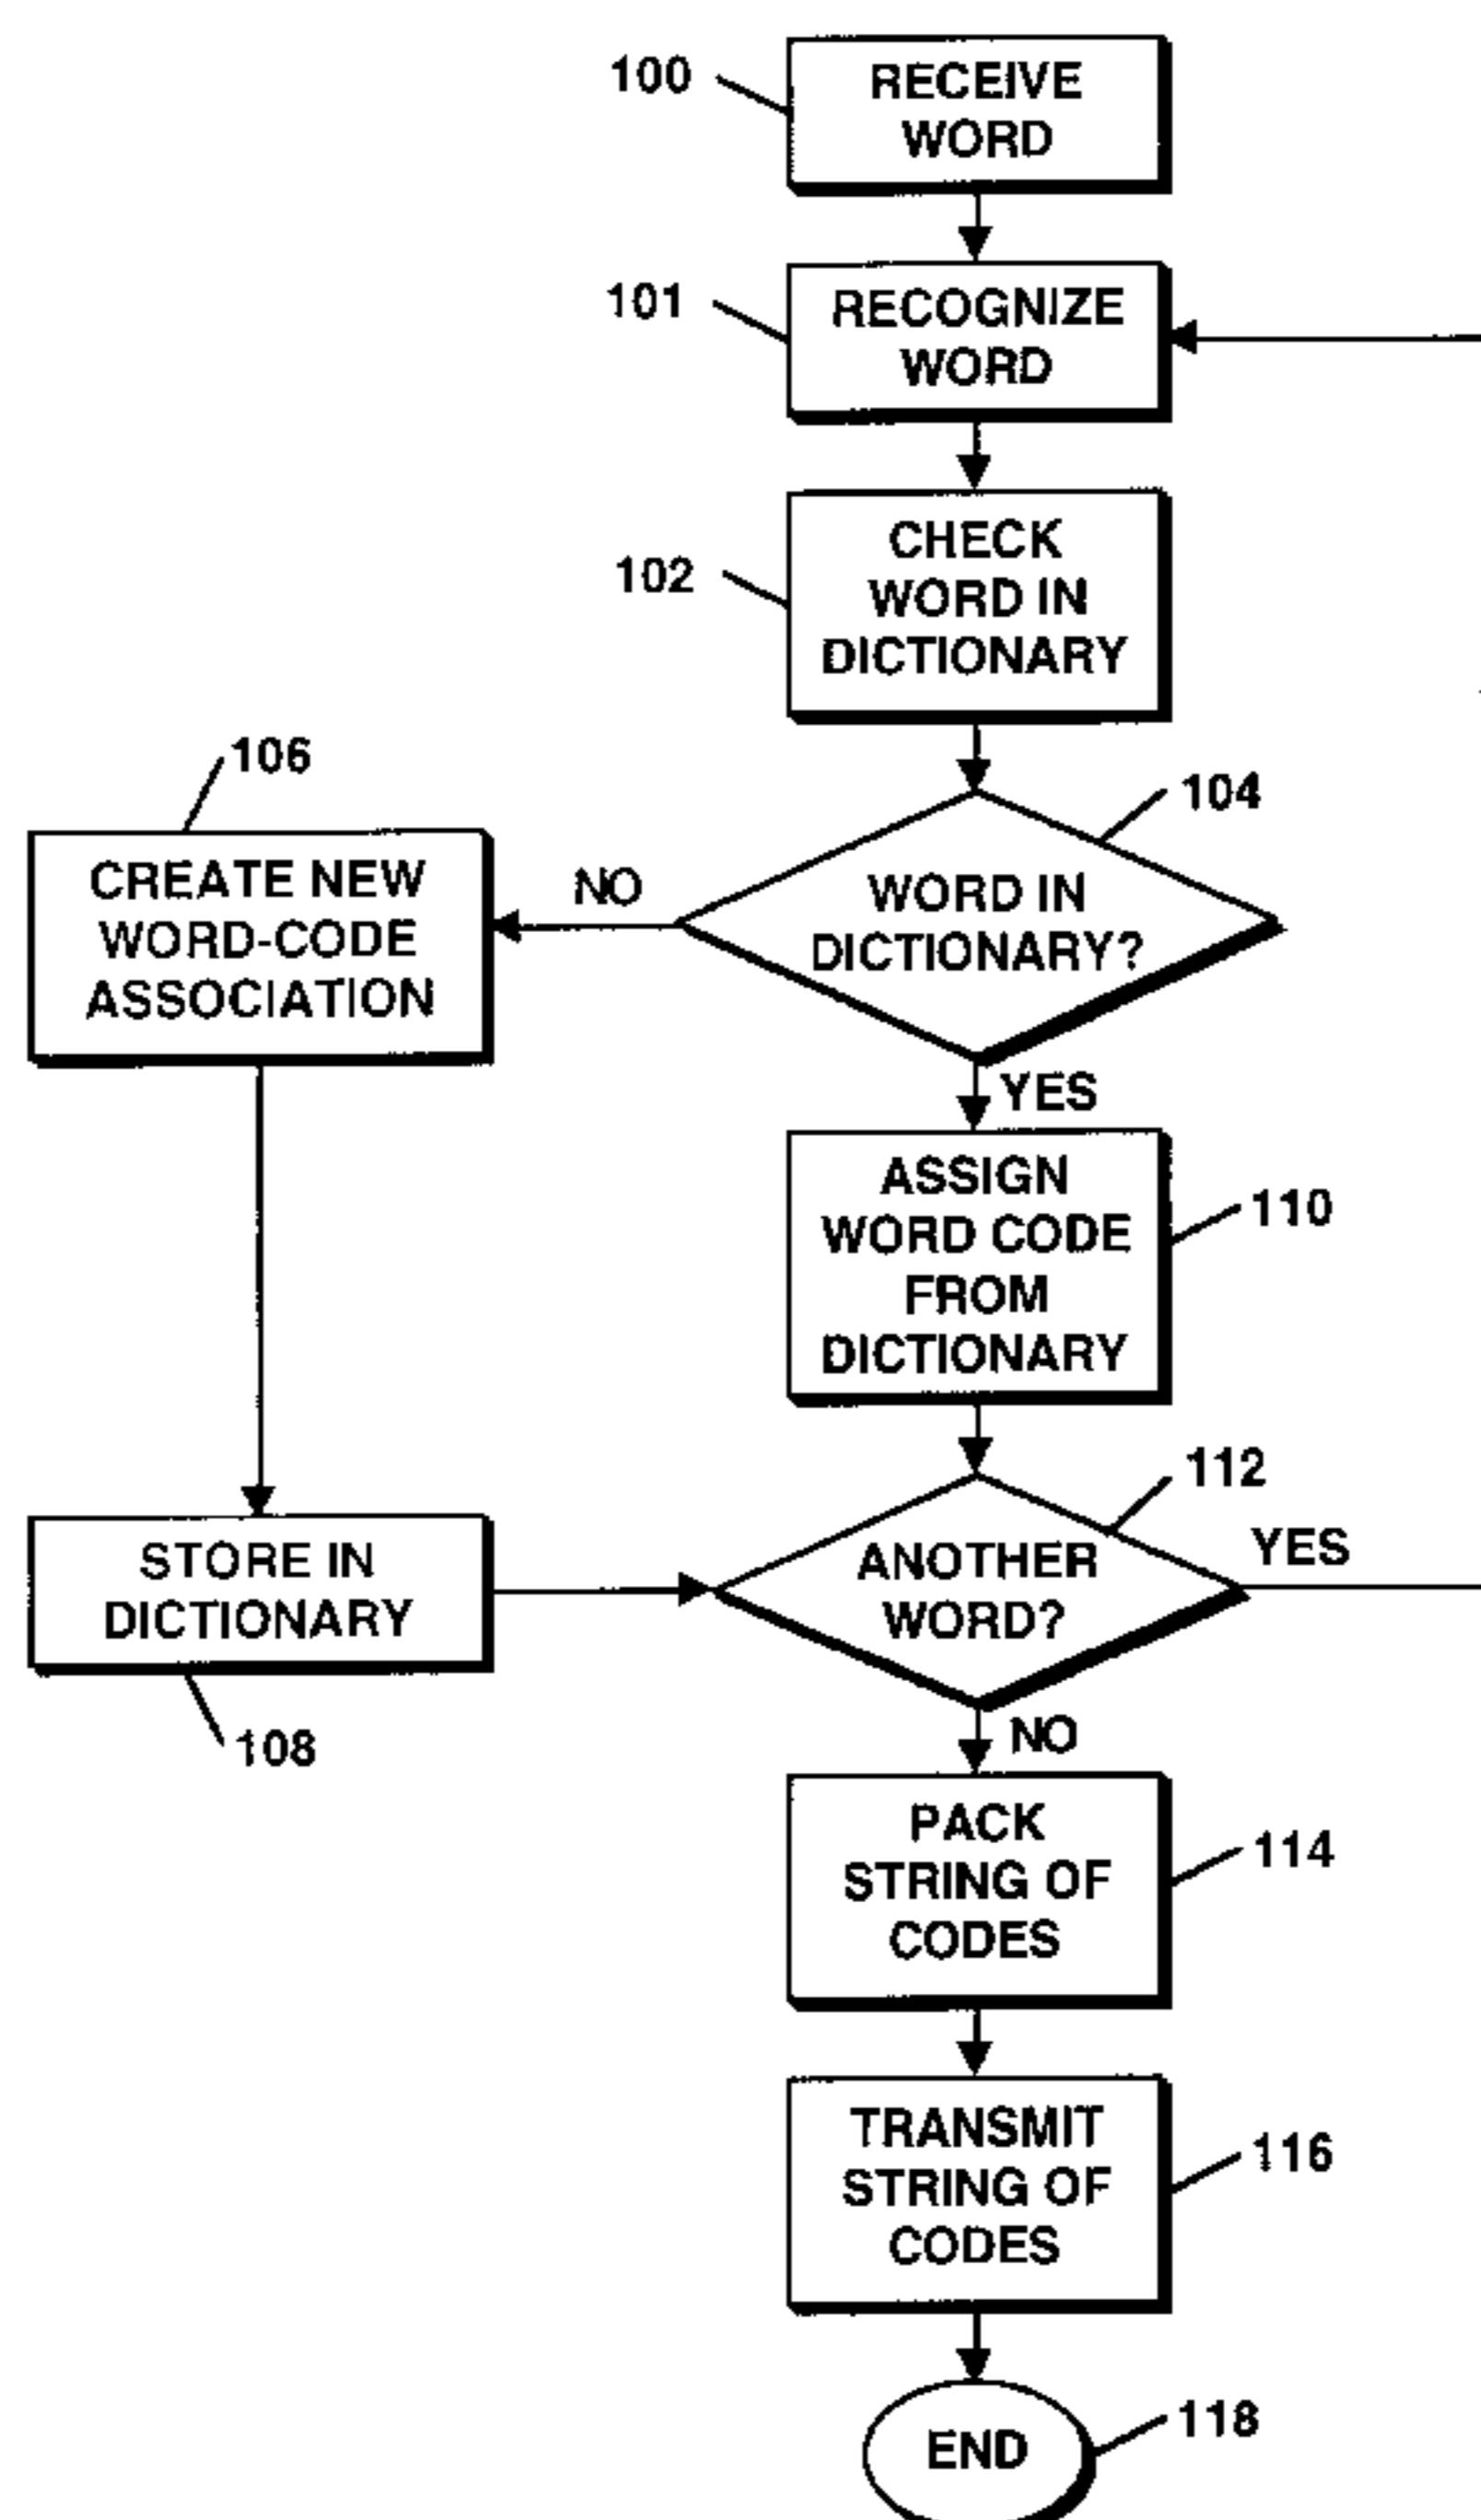 100
RECEIVE
WORD
101
RECOGNIZE
WORD
102
CHECK
WORD IN
DICTIONARY
106
104
CREATE NEW
WORD-CODE
ASSOCIATION
NO
WORD IN
DICTIONARY?
YES
ASSIGN
WORD CODE
FROM
DICTIONARY
110
112
STORE IN
DICTIONARY
ANOTHER
WORD?
YES
108
NO
PACK
STRING OF
CODES
114
TRANSMIT
STRING OF
CODES
116
END
118